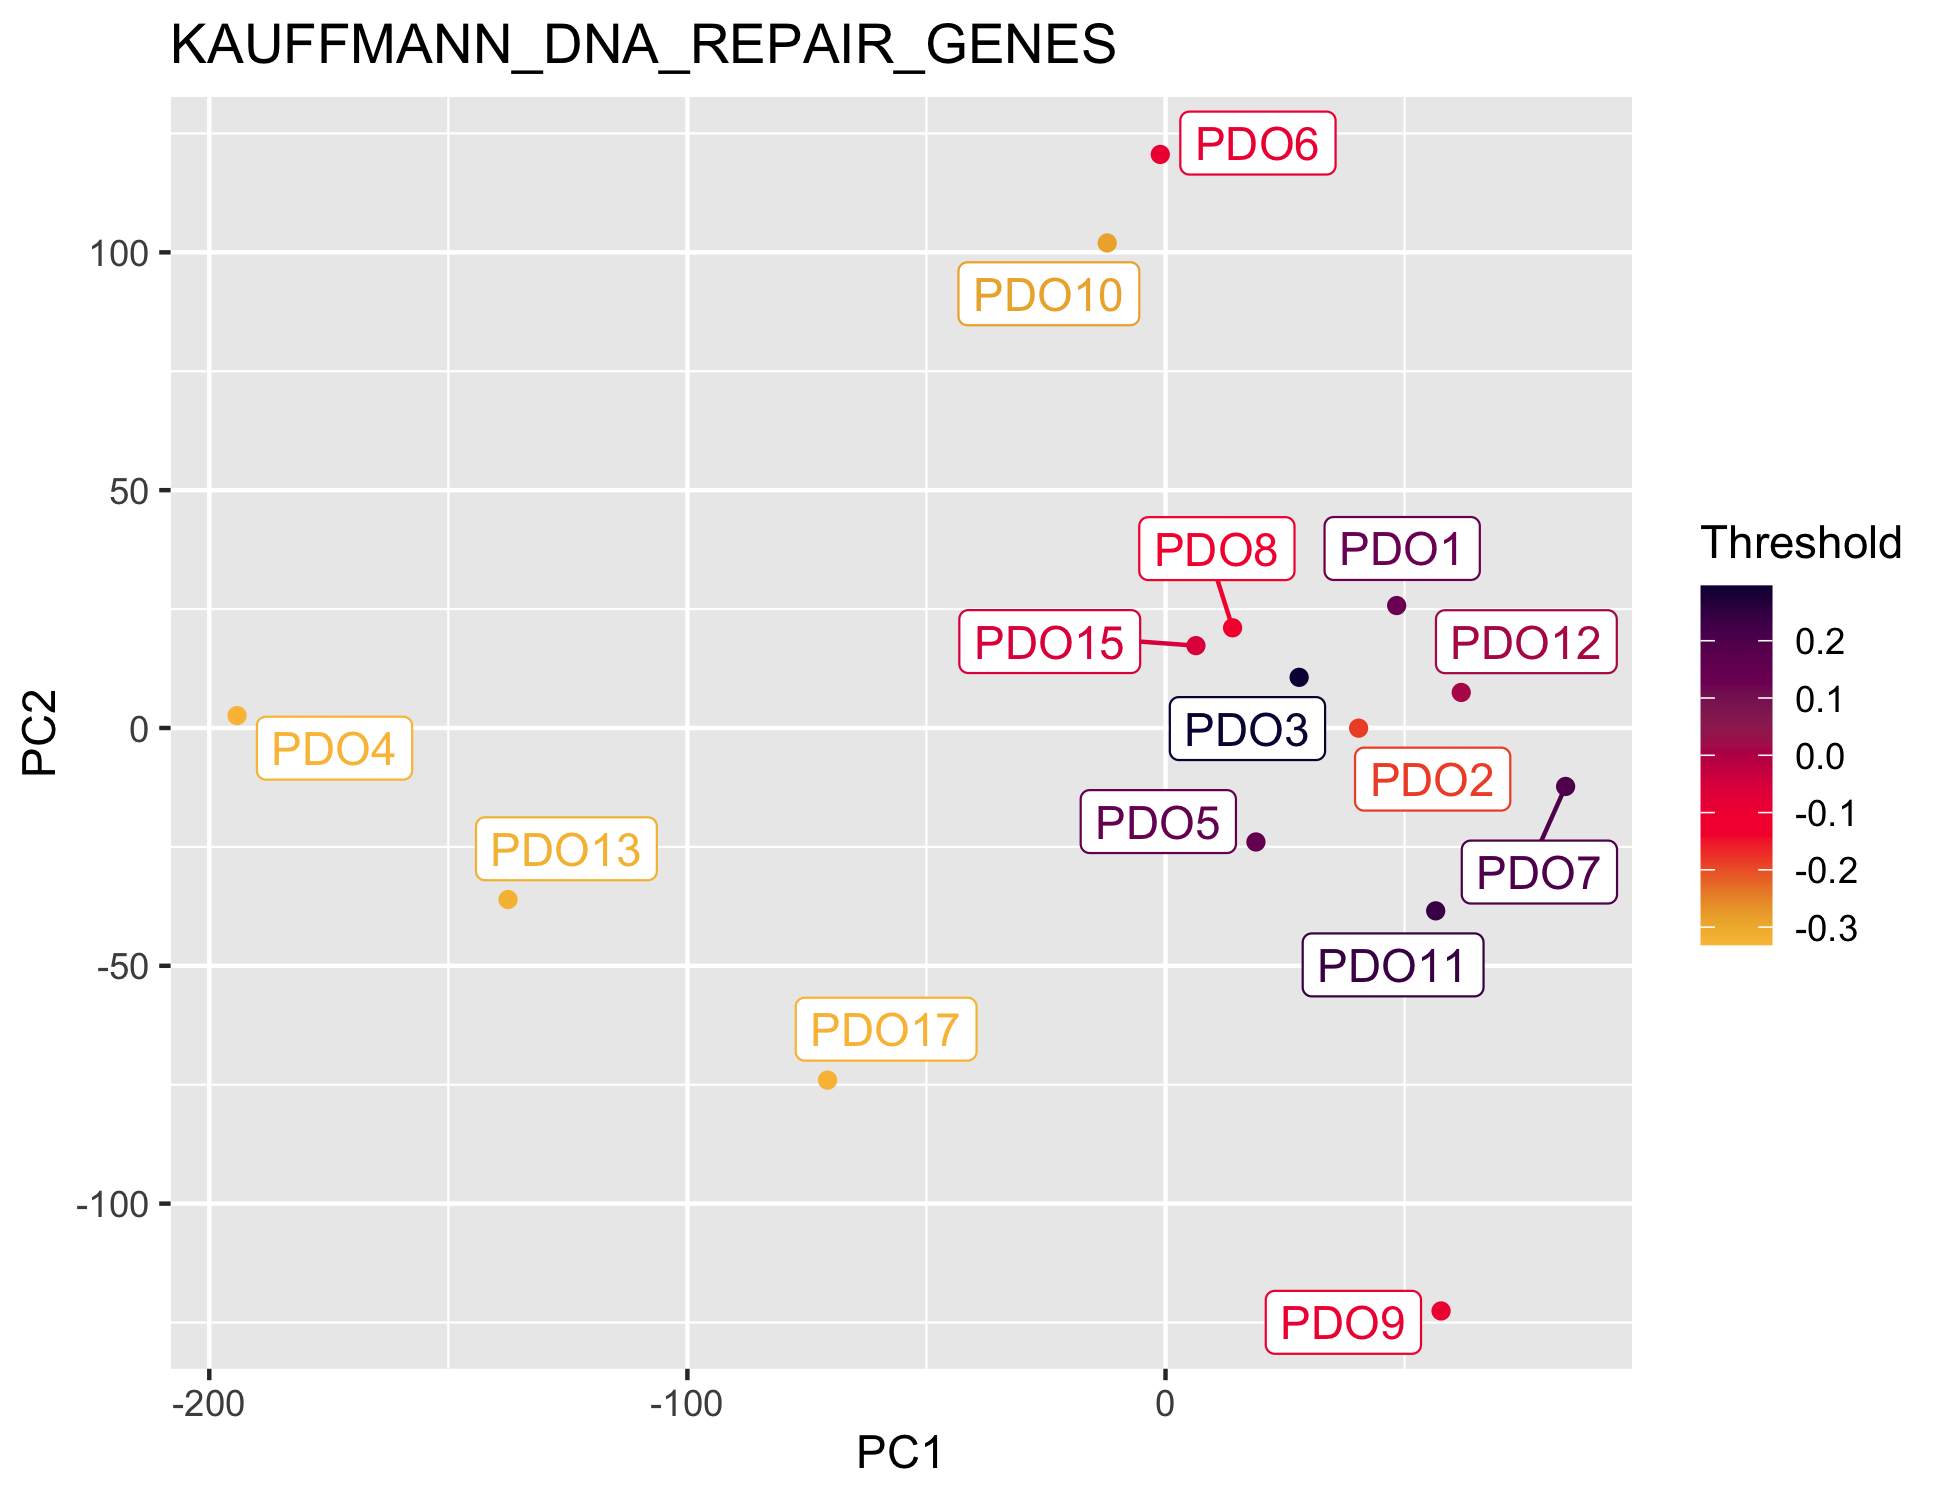 KAUFFMANN_DNA_REPAIR_GENES
PDO6
100
PDO10
50
PDO8
PDO1
Threshold
PDO15
PDO12
0.2
0.1
PDO3
0
PC2
PDO4
PDO2
0.0
PDO5
-0.1
PDO13
PDO7
-0.2
-0.3
-50
PDO11
PDO17
-100
PDO9
-200
-100
0
PC1